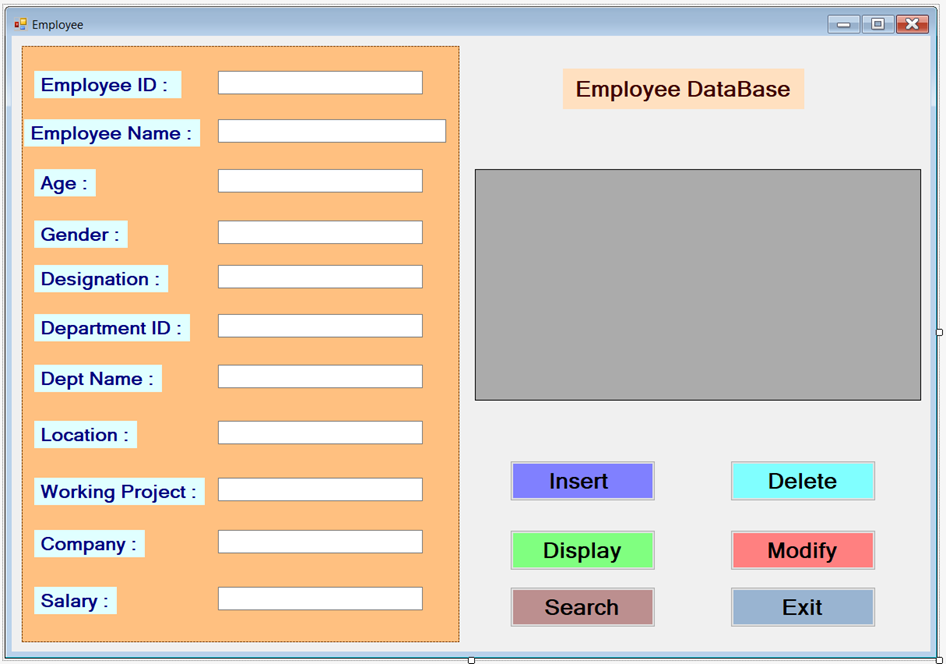 Employee
Employee ID :
Employee Name :
Age :
Gender :
Designation :
Department ID :
Dept Name :
Location :
Working Project :
Company :
Salary :
Employee DataBase
Insert
Delete
Display
Modify
Search
Exit